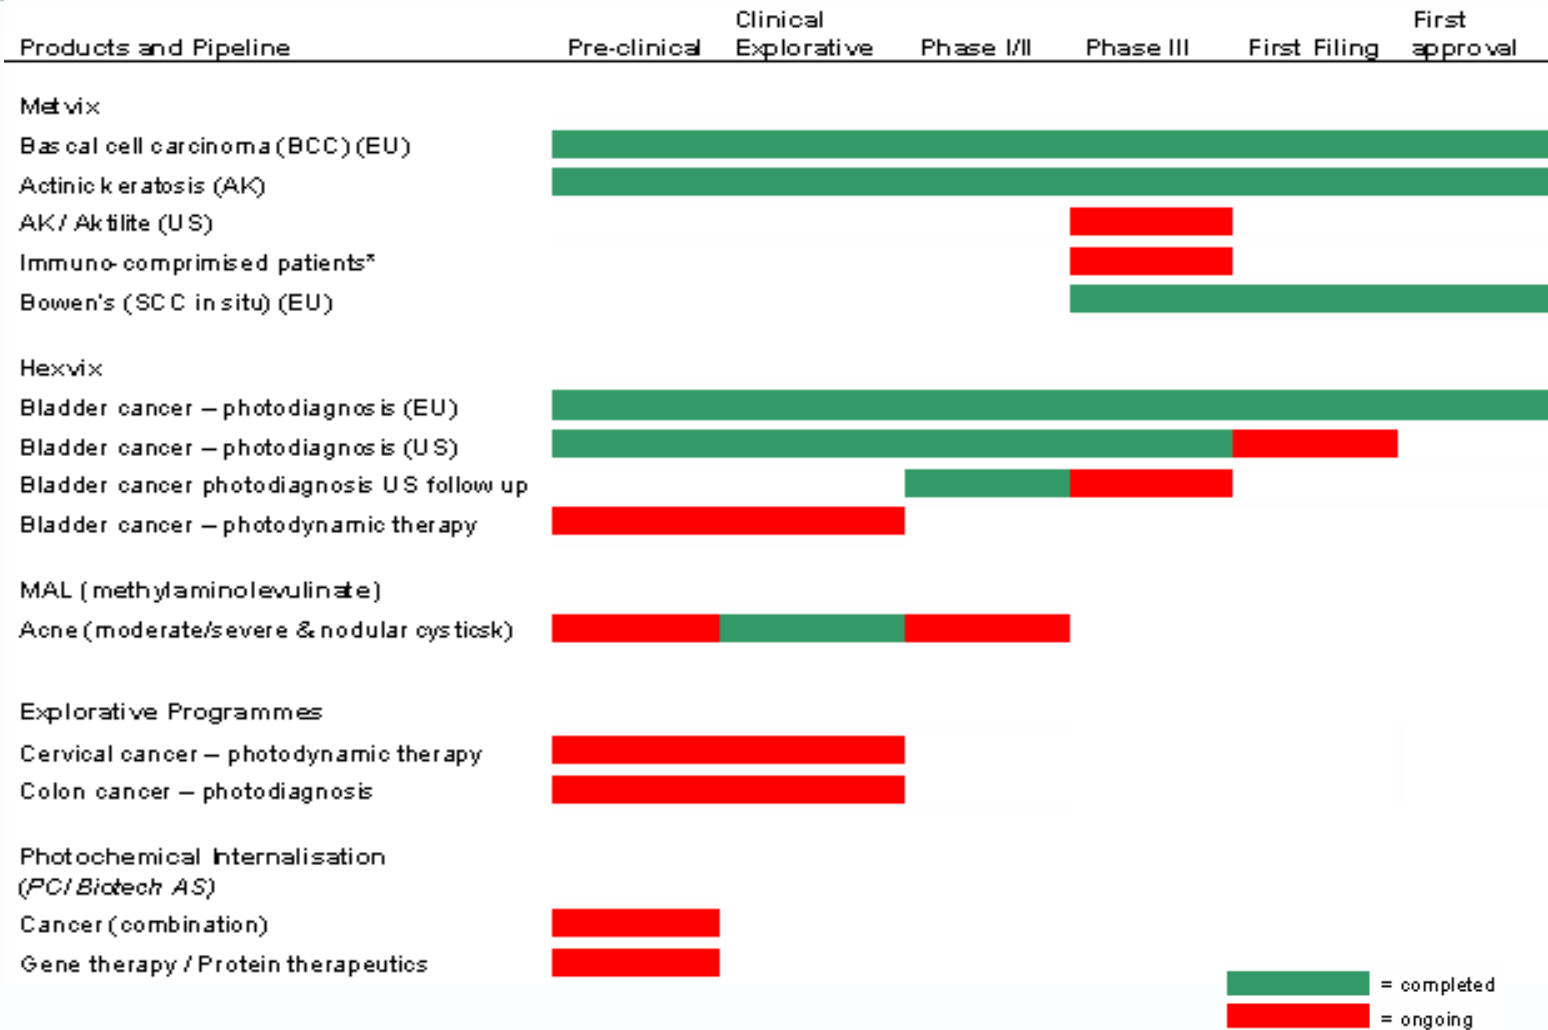 Products and Pipeline Pre-clinical Clinical Explorative Phase I/II Phase III First Filing First approval
Metvix
Bascal cell carcinoma (BCC) (EU)
Actinic keratosis (AK)
AK / Aktilite (US)
Immuno-comprimised patients*
Bowen's (SCC in situ) (EU)
Hexvix
Bladder cancer – photodiagnosis (EU)
Bladder cancer – photodiagnosis (US)
Bladder cancer photodiagnosis US follow up
Bladder cancer – photodynamic therapy
MAL (methylaminolevulinate)
Acne (moderate/severe & nodular cysticsk)
Explorative Programmes
Cervical cancer – photodynamic therapy
Colon cancer – photodiagnosis
Photochemical Internalisation
(PCI Biotech AS)
Cancer (combination)
Gene therapy / Protein therapeutics
= completed
= ongoing